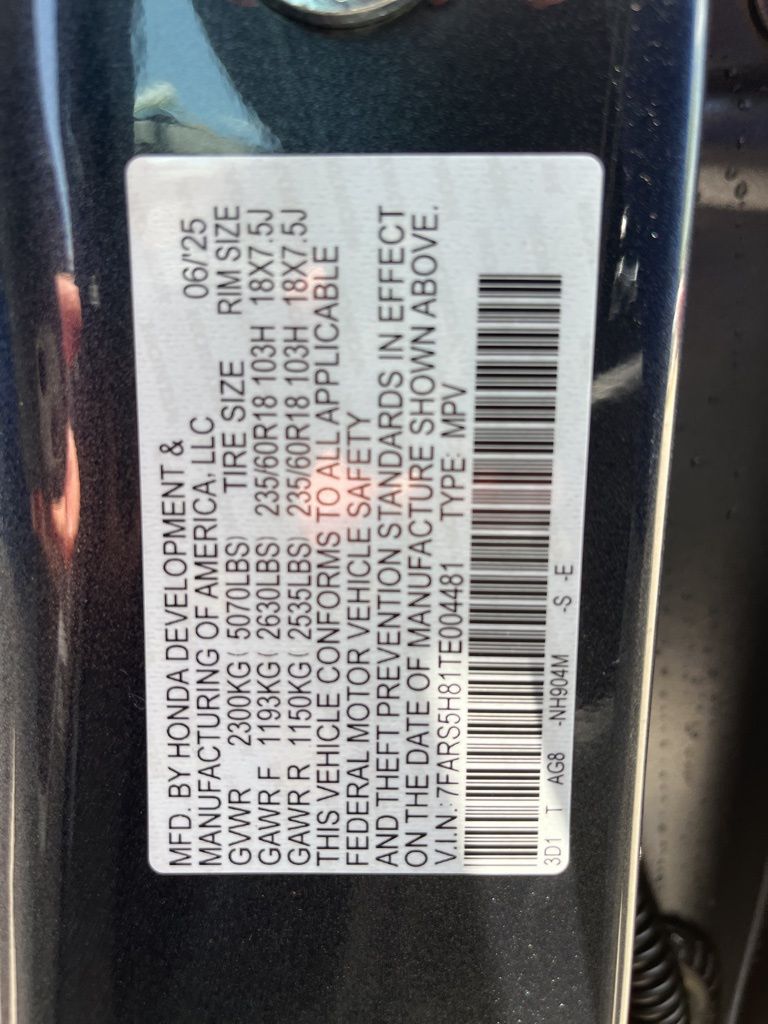 MFD. BY HONDA DEVELOPMENT &
MANUFACTURING OF AMERICA, LLC 06/'25
GVWR 2300KG( 5070LBS) TIRE SIZE RIM SIZE
GAWR F 1193KG( 2630LBS) 235/60R18 103H 18X7.5J
GAWR R 1150KG( 2535LBS) 235/60R18 103H 18X7.5J
THIS VEHICLE CONFORMS TO ALL APPLICABLE
FEDERAL MOTOR VEHICLE SAFETY
AND THEFT PREVENTION STANDARDS IN EFFECT
ON THE DATE OF MANUFACTURE SHOWN ABOVE.
V.I.N.: 7FARS5H81TE004481 TYPE: MPV
3D1 T AG8 -NH904M -S -E